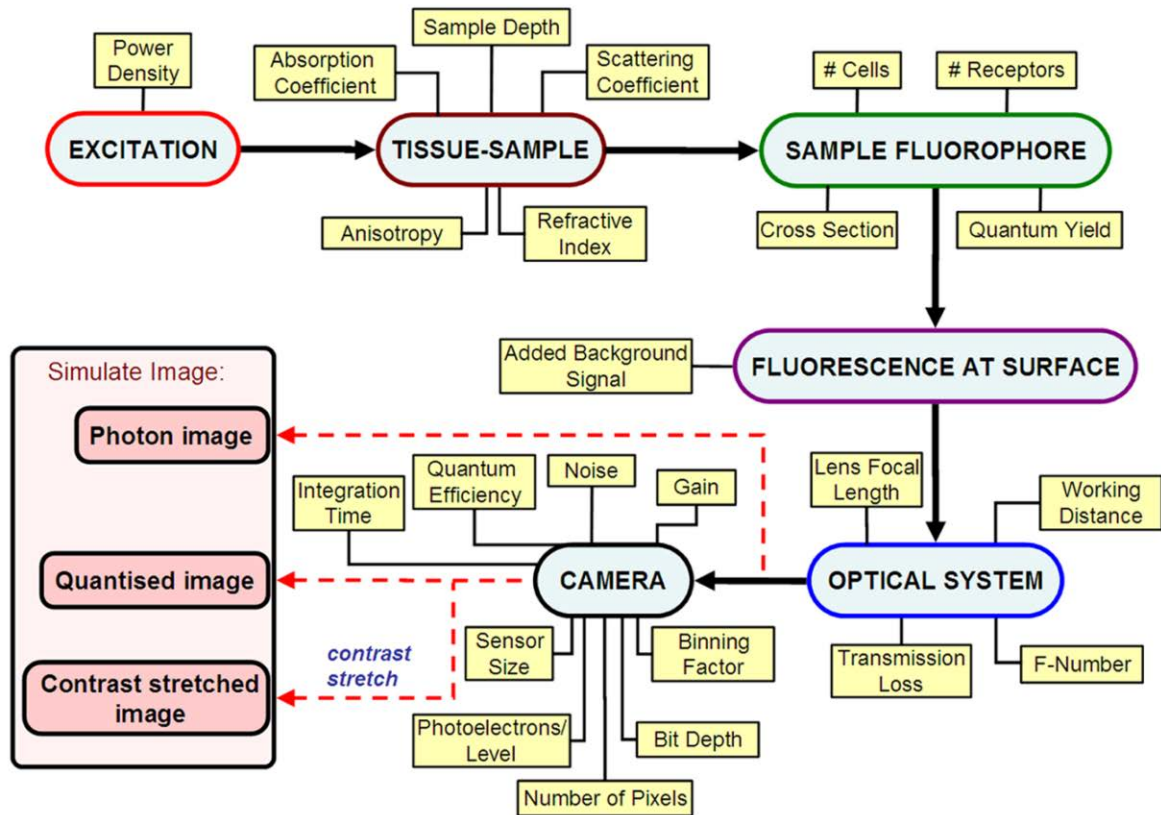 Power
Density
Absorption
Coefficient
Sample Depth
Scattering
Coefficient
# Cells
# Receptors
EXCITATION
TISSUE-SAMPLE
SAMPLE FLUOROPHORE
Anisotropy
Refractive
Index
Cross Section
Quantum Yield
Added Background
Signal
FLUORESCENCE AT SURFACE
Simulate Image:
Photon image
Quantised image
Contrast stretched
image
contrast
stretch
Integration
Time
Quantum
Efficiency
Noise
Gain
Lens Focal
Length
Working
Distance
CAMERA
OPTICAL SYSTEM
Sensor
Size
Binning
Factor
Transmission
Loss
F-Number
Photoelectrons/
Level
Bit Depth
Number of Pixels